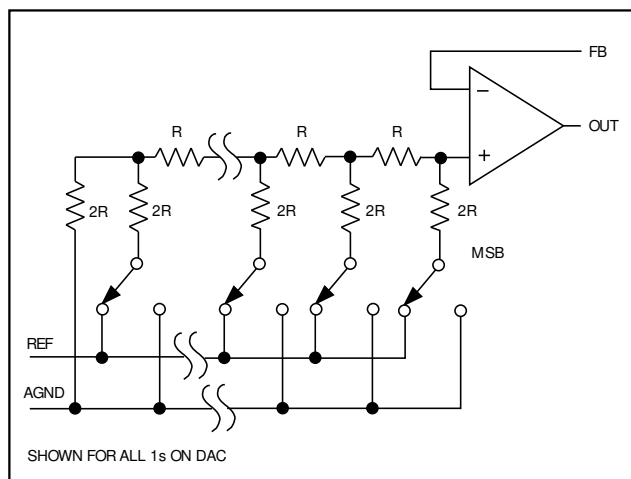 FB
R
R
R
−
+
OUT
2R
2R
2R
2R
2R
MSB
REF
AGND
SHOWN FOR ALL 1s ON DAC